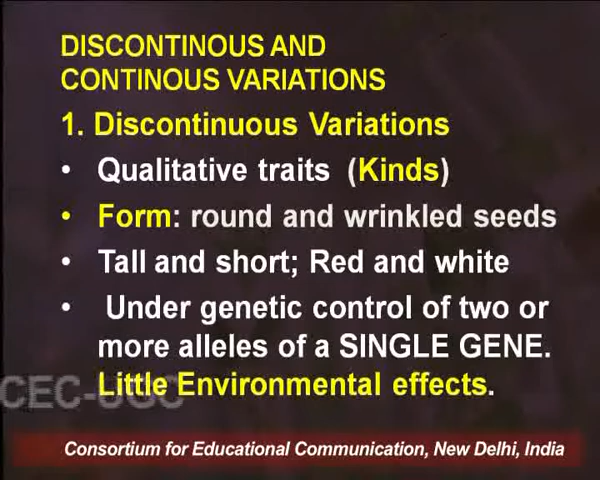 DISCONTINOUS AND
CONTINOUS VARIATIONS
1. Discontinuous Variations
• Qualitative traits (Kinds)
• Form: round and wrinkled seeds
• Tall and short; Red and white
• Under genetic control of two or
more alleles of a SINGLE GENE.
Little Environmental effects.
CEC-UGC
Consortium for Educational Communication, New Delhi, India